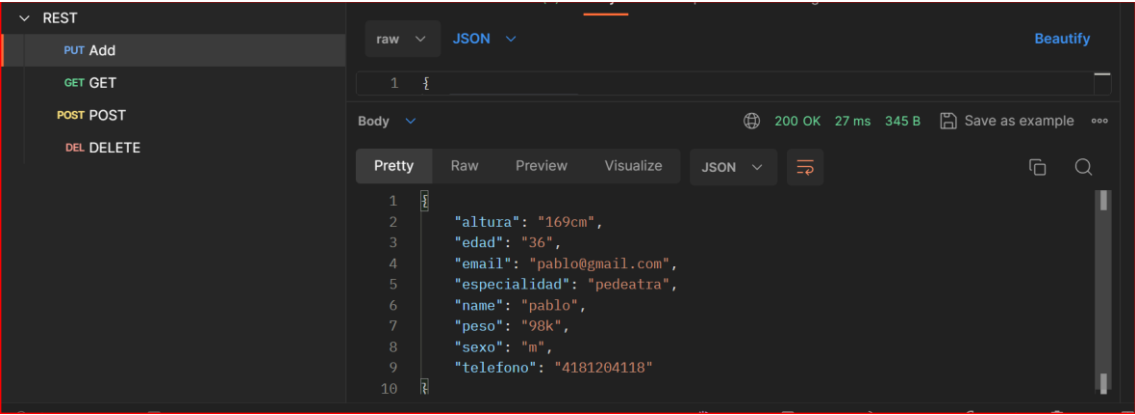 REST
PUT Add
GET GET
POST POST
DEL DELETE
raw JSON Beautify
1 {
Body 200 OK 27 ms 345 B Save as example
Pretty Raw Preview Visualize JSON
1 {
2 "altura": "169cm",
3 "edad": "36",
4 "email": "pablo@gmail.com",
5 "especialidad": "pedeatra",
6 "name": "pablo",
7 "peso": "98k",
8 "sexo": "m",
9 "telefono": "4181204118"
10 }